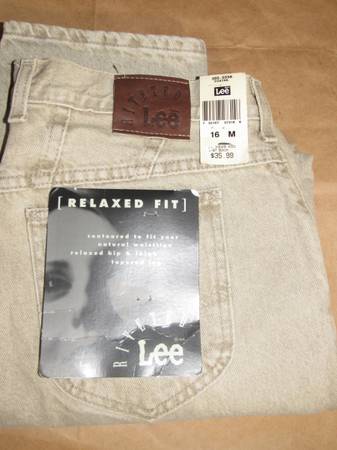 RIVETED
Lee
Lee
16 M
$35.99
[ RELAXED FIT ]
contoured to fit your
natural waistline
relaxed hip & thigh
tapered leg
RIVETED
Lee